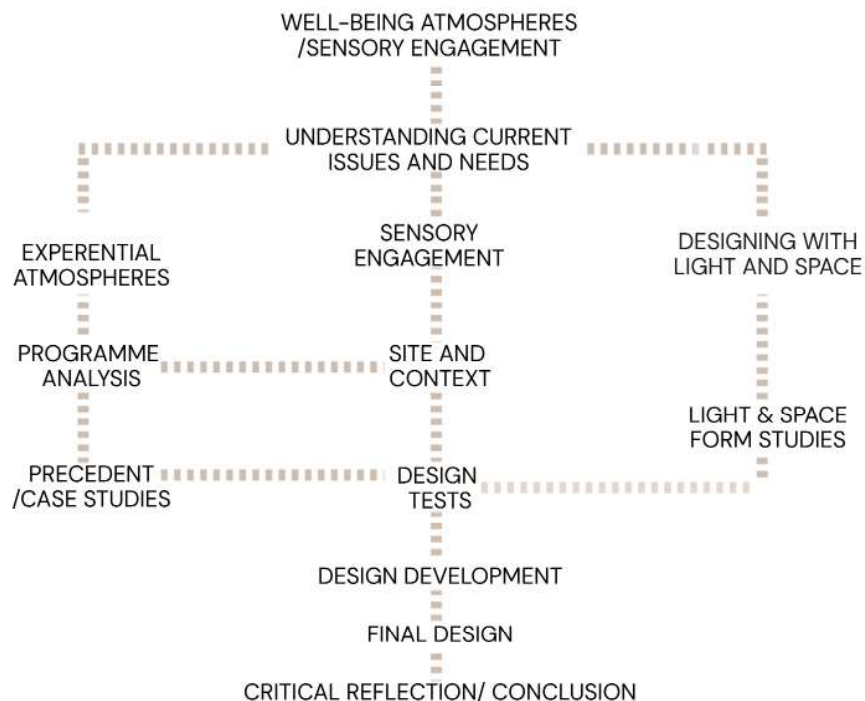 WELL-BEING ATMOSPHERES
/SENSORY ENGAGEMENT
UNDERSTANDING CURRENT
ISSUES AND NEEDS
EXPERENTIAL
ATMOSPHERES
SENSORY
ENGAGEMENT
DESIGNING WITH
LIGHT AND SPACE
PROGRAMME
ANALYSIS
SITE AND
CONTEXT
LIGHT & SPACE
FORM STUDIES
PRECEDENT
/CASE STUDIES
DESIGN
TESTS
DESIGN DEVELOPMENT
FINAL DESIGN
CRITICAL REFLECTION/ CONCLUSION